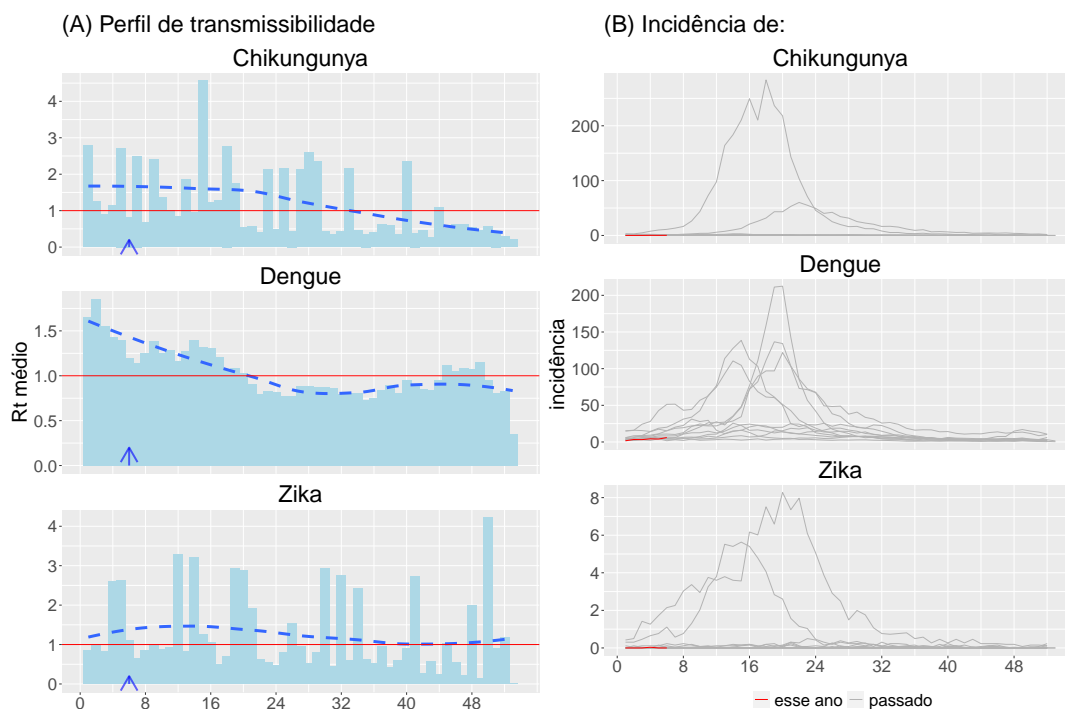 (A) Perfil de transmissibilidade
Chikungunya
4
3
2
1
0
Dengue
1.5
1.0
0.5
0.0
Rt médio
Zika
4
3
2
1
0
0 8 16 24 32 40 48
(B) Incidência de:
Chikungunya
200
100
0
Dengue
200
150
100
50
0
incidência
Zika
8
6
4
2
0
0 8 16 24 32 40 48
esse ano passado